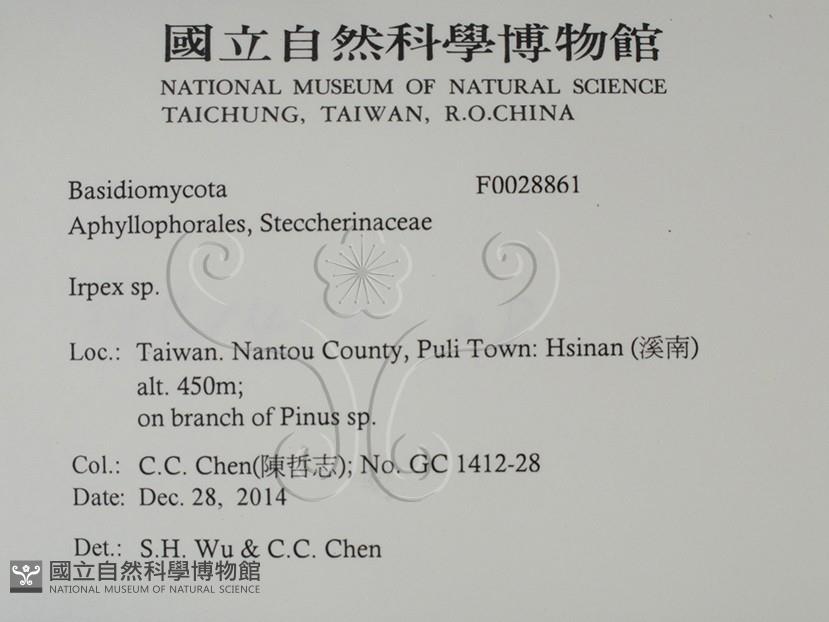 國立自然科學博物館
NATIONAL MUSEUM OF NATURAL SCIENCE
TAICHUNG, TAIWAN, R.O.CHINA
Basidiomycota F0028861
Aphyllophorales, Steccherinaceae
Irpex sp.
Loc.: Taiwan. Nantou County, Puli Town: Hsinan (溪南)
alt. 450m;
on branch of Pinus sp.
Col.: C.C. Chen(陳哲志); No. GC 1412-28
Date: Dec. 28, 2014
Det.: S.H. Wu & C.C. Chen
國立自然科學博物館
NATIONAL MUSEUM OF NATURAL SCIENCE